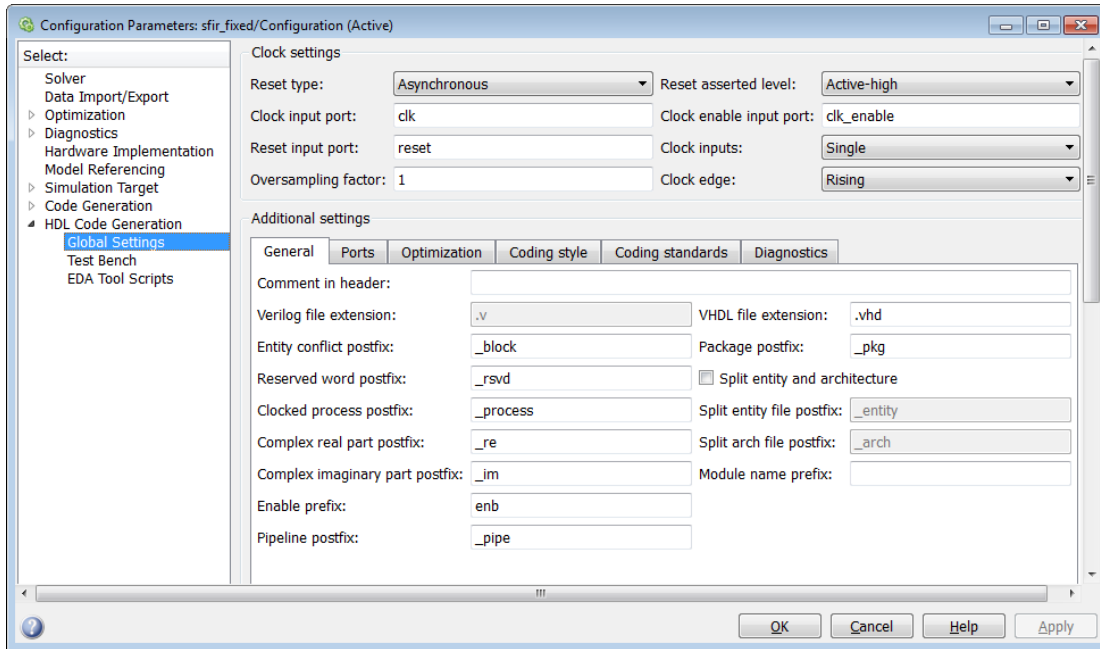 Configuration Parameters: sfir_fixed/Configuration (Active)
Select:
Solver
Data Import/Export
Optimization
Diagnostics
Hardware Implementation
Model Referencing
Simulation Target
Code Generation
HDL Code Generation
Global Settings
Test Bench
EDA Tool Scripts
Clock settings
Reset type: Asynchronous Reset asserted level: Active-high
Clock input port: clk Clock enable input port: clk_enable
Reset input port: reset Clock inputs: Single
Oversampling factor: 1 Clock edge: Rising
Additional settings
General Ports Optimization Coding style Coding standards Diagnostics
Comment in header:
Verilog file extension: .v VHDL file extension: .vhd
Entity conflict postfix: _block Package postfix: _pkg
Reserved word postfix: _rsvd Split entity and architecture
Clocked process postfix: _process Split entity file postfix: _entity
Complex real part postfix: _re Split arch file postfix: _arch
Complex imaginary part postfix: _im Module name prefix:
Enable prefix: enb
Pipeline postfix: _pipe
OK Cancel Help Apply